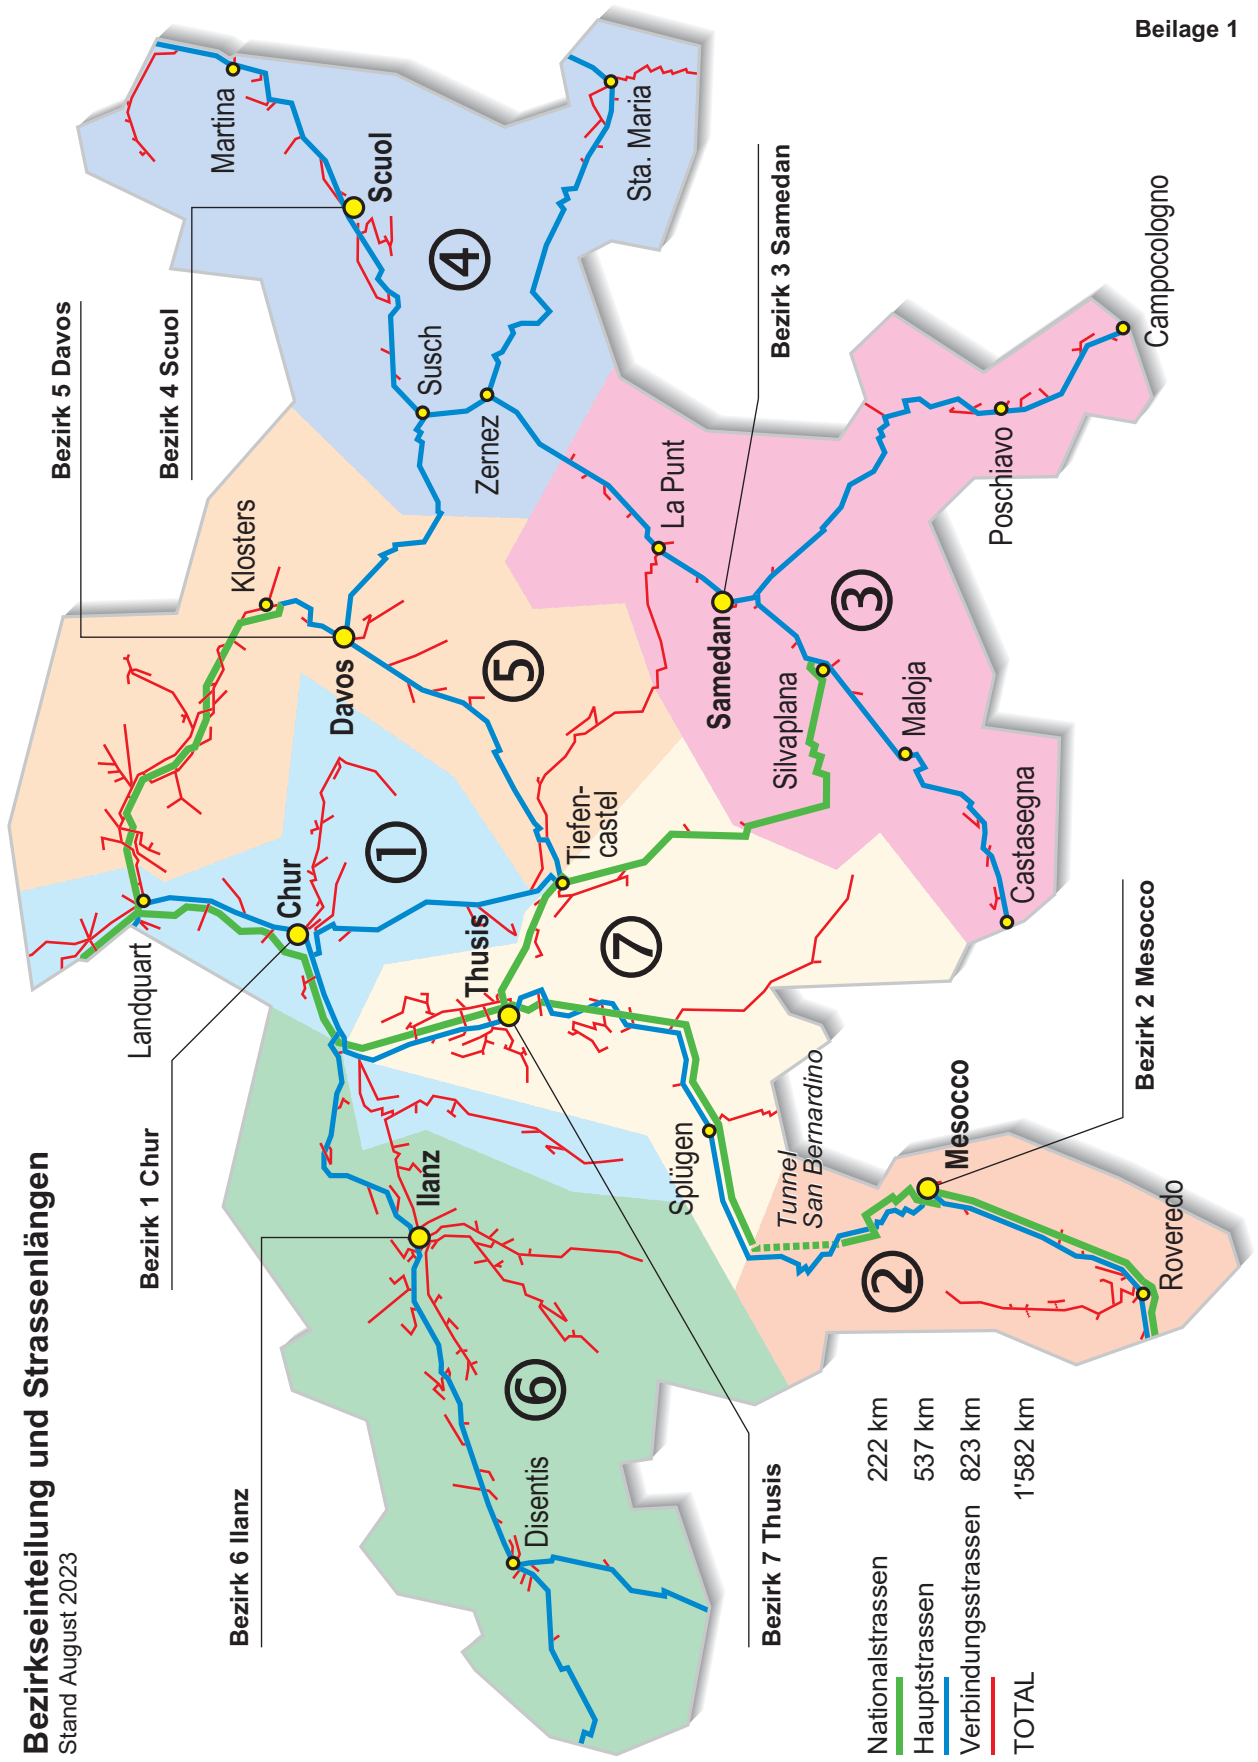 Beilage 1
Bezirkseinteilung und Strassenlängen
Stand August 2023
Bezirk 6 Ilanz
Bezirk 1 Chur
Bezirk 4 Scuol
Bezirk 5 Davos
Landquart
Klosters
Martina
Chur
Davos
Scuol
Susch
Ilanz
1
4
Disentis
6
Thusis
Tiefen-
castel
5
Zernez
Sta. Maria
7
La Punt
Splügen
Samedan
Silvaplana
3
Bezirk 7 Thusis
Tunnel
San Bernardino
Bezirk 3 Samedan
2
Mesocco
Maloja
Poschiavo
Castasegna
Campocologno
Roveredo
Bezirk 2 Mesocco
Nationalstrassen 222 km
Hauptstrassen 537 km
Verbindungsstrassen 823 km
TOTAL 1'582 km